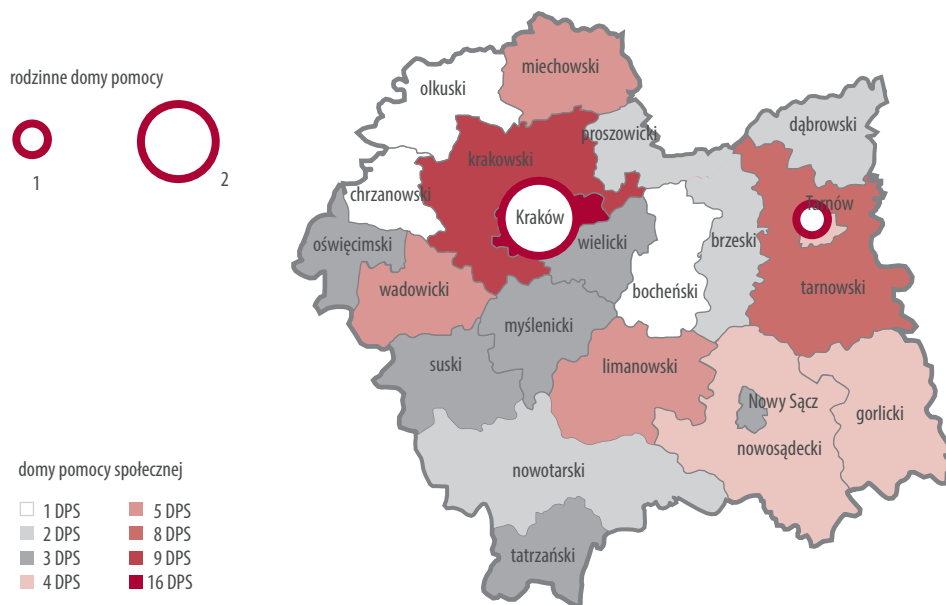 rodzinne domy pomocy
1
2
miechowski
olkuski
dąbrowski
proszowicki
krakowski
chrzanowski
Tarnów
Kraków
oświęcimski
wielicki
brzeski
wadowicki
bocheński
tarnowski
myślenicki
suski
limanowski
Nowy Sącz
gorlicki
nowosądecki
nowotarski
tatrzański
domy pomocy społecznej
1 DPS
2 DPS
3 DPS
4 DPS
5 DPS
8 DPS
9 DPS
16 DPS